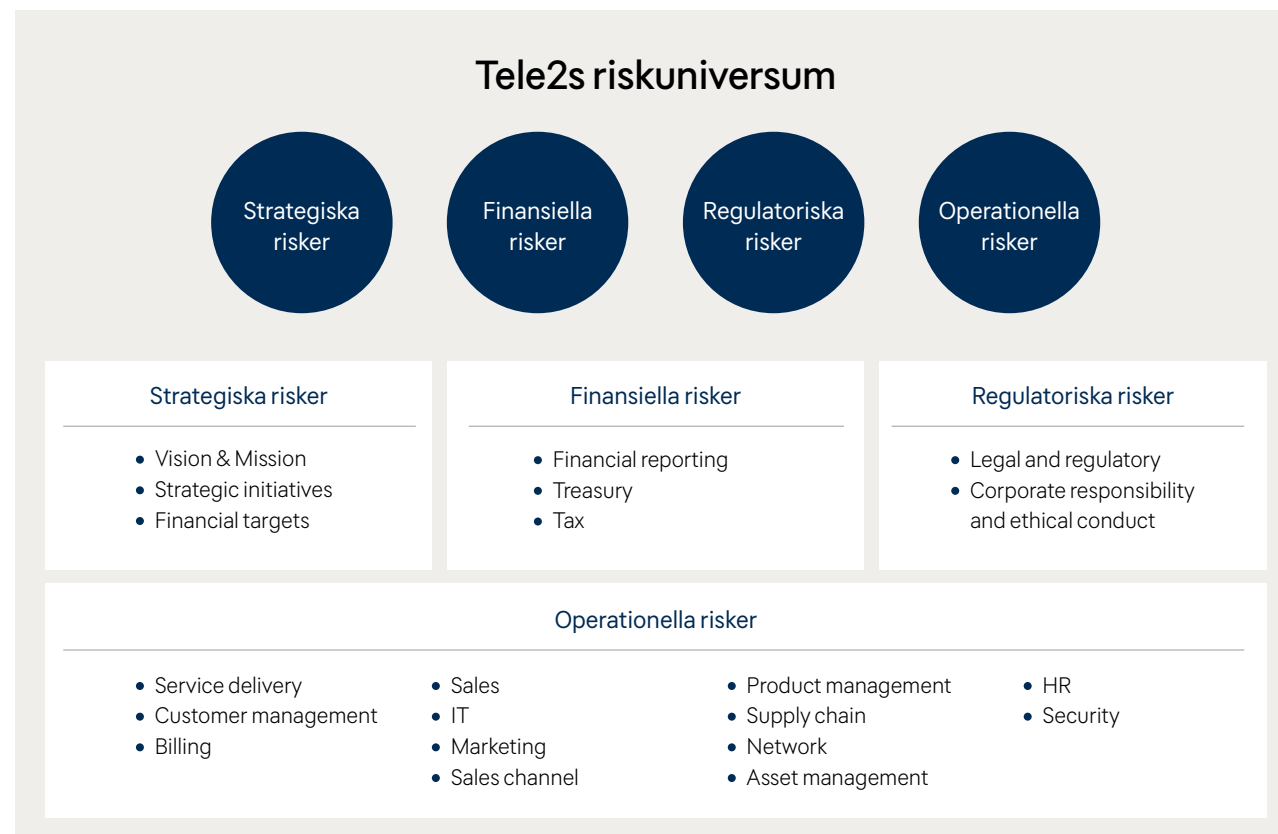 Tele2s riskuniversum
Strategiska
risker
Finansiella
risker
Regulatoriska
risker
Operationella
risker
Strategiska risker
Vision & Mission
Strategic initiatives
Financial targets
Finansiella risker
Financial reporting
Treasury
Tax
Regulatoriska risker
Legal and regulatory
Corporate responsibility
and ethical conduct
Operationella risker
Service delivery
Customer management
Billing
Sales
IT
Marketing
Sales channel
Product management
Supply chain
Network
Asset management
HR
Security